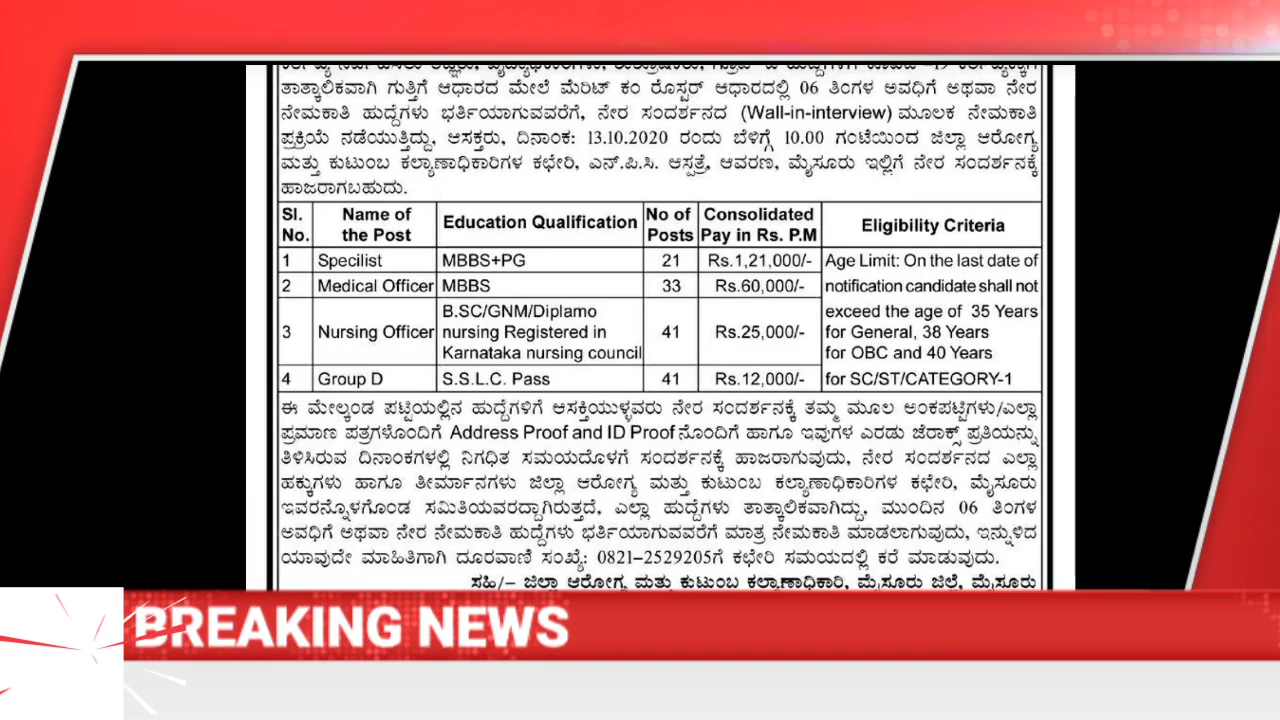 ತಾತ್ಕಾಲಿಕವಾಗಿ ಗುತ್ತಿಗೆ ಆಧಾರದ ಮೇಲೆ ಮೆರಿಟ್ ಕಂ ರೊಸ್ಟರ್ ಆಧಾರದಲ್ಲಿ 06 ತಿಂಗಳ ಅವಧಿಗೆ ಅಥವಾ ನೇರ
ನೇಮಕಾತಿ ಹುದ್ದೆಗಳು ಭರ್ತಿಯಾಗುವವರೆಗೆ, ನೇರ ಸಂದರ್ಶನದ (Wall-in-interview) ಮೂಲಕ ನೇಮಕಾತಿ
ಪ್ರಕ್ರಿಯೆ ನಡೆಯುತ್ತಿದ್ದು, ಆಸಕ್ತರು, ದಿನಾಂಕ: 13.10.2020 ರಂದು ಬೆಳಿಗ್ಗೆ 10.00 ಗಂಟೆಯಿಂದ ಜಿಲ್ಲಾ ಆರೋಗ್ಯ
ಮತ್ತು ಕುಟುಂಬ ಕಲ್ಯಾಣಾಧಿಕಾರಿಗಳ ಕಛೇರಿ, ಎನ್.ಪಿ.ಸಿ. ಆಸ್ಪತ್ರೆ, ಆವರಣ, ಮೈಸೂರು ಇಲ್ಲಿಗೆ ನೇರ ಸಂದರ್ಶನಕ್ಕೆ
ಹಾಜರಾಗಬಹುದು.
Sl. No. Name of the Post Education Qualification No of Posts Consolidated Pay in Rs. P.M Eligibility Criteria
1 Specilist MBBS+PG 21 Rs.1,21,000/- Age Limit: On the last date of
2 Medical Officer MBBS 33 Rs.60,000/- notification candidate shall not
B.SC/GNM/Diplamo exceed the age of 35 Years
3 Nursing Officer nursing Registered in 41 Rs.25,000/- for General, 38 Years
Karnataka nursing council for OBC and 40 Years
4 Group D S.S.L.C. Pass 41 Rs.12,000/- for SC/ST/CATEGORY-1
ಈ ಮೇಲ್ಕಂಡ ಪಟ್ಟಿಯಲ್ಲಿನ ಹುದ್ದೆಗಳಿಗೆ ಆಸಕ್ತಿಯುಳ್ಳವರು ನೇರ ಸಂದರ್ಶನಕ್ಕೆ ತಮ್ಮ ಮೂಲ ಅಂಕಪಟ್ಟಿಗಳು/ಎಲ್ಲಾ
ಪ್ರಮಾಣ ಪತ್ರಗಳೊಂದಿಗೆ Address Proof and ID Proof ನೊಂದಿಗೆ ಹಾಗೂ ಇವುಗಳ ಎರಡು ಜೆರಾಕ್ಸ್ ಪ್ರತಿಯನ್ನು
ತಿಳಿಸಿರುವ ದಿನಾಂಕಗಳಲ್ಲಿ ನಿಗಧಿತ ಸಮಯದೊಳಗೆ ಸಂದರ್ಶನಕ್ಕೆ ಹಾಜರಾಗುವುದು, ನೇರ ಸಂದರ್ಶನದ ಎಲ್ಲಾ
ಹಕ್ಕುಗಳು ಹಾಗೂ ತೀರ್ಮಾನಗಳು ಜಿಲ್ಲಾ ಆರೋಗ್ಯ ಮತ್ತು ಕುಟುಂಬ ಕಲ್ಯಾಣಾಧಿಕಾರಿಗಳ ಕಛೇರಿ, ಮೈಸೂರು
ಇವರನ್ನೊಳಗೊಂಡ ಸಮಿತಿಯವರದ್ದಾಗಿರುತ್ತದೆ, ಎಲ್ಲಾ ಹುದ್ದೆಗಳು ತಾತ್ಕಾಲಿಕವಾಗಿದ್ದು, ಮುಂದಿನ 06 ತಿಂಗಳ
ಅವಧಿಗೆ ಅಥವಾ ನೇರ ನೇಮಕಾತಿ ಹುದ್ದೆಗಳು ಭರ್ತಿಯಾಗುವವರೆಗೆ ಮಾತ್ರ ನೇಮಕಾತಿ ಮಾಡಲಾಗುವುದು, ಇನ್ನುಳಿದ
ಯಾವುದೇ ಮಾಹಿತಿಗಾಗಿ ದೂರವಾಣಿ ಸಂಖ್ಯೆ: 0821–2529205ಗೆ ಕಛೇರಿ ಸಮಯದಲ್ಲಿ ಕರೆ ಮಾಡುವುದು.
ಸಹಿ/– ಜಿಲ್ಲಾ ಆರೋಗ್ಯ ಮತ್ತು ಕುಟುಂಬ ಕಲ್ಯಾಣಾಧಿಕಾರಿ, ಮೈಸೂರು ಜಿಲ್ಲೆ, ಮೈಸೂರು
BREAKING NEWS